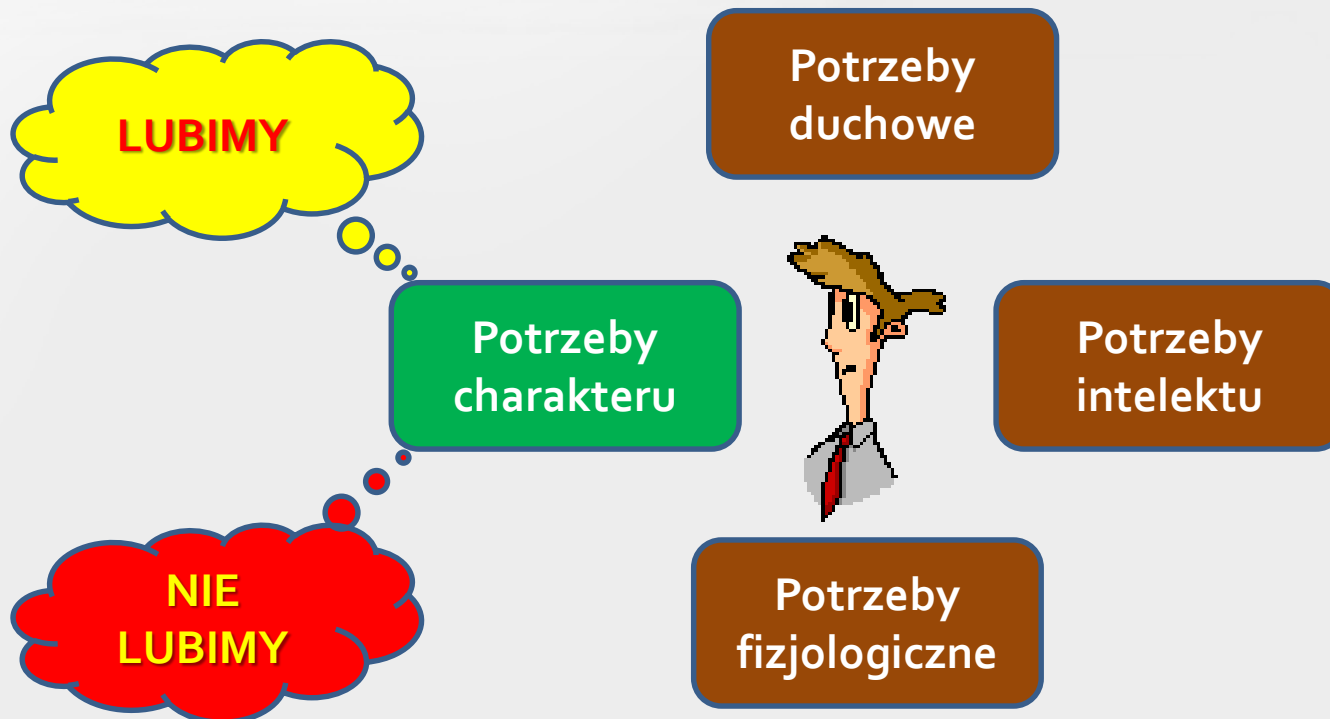 Potrzeby
duchowe
LUBIMY
Potrzeby
charakteru
Potrzeby
intelektu
NIE
LUBIMY
Potrzeby
fizjologiczne